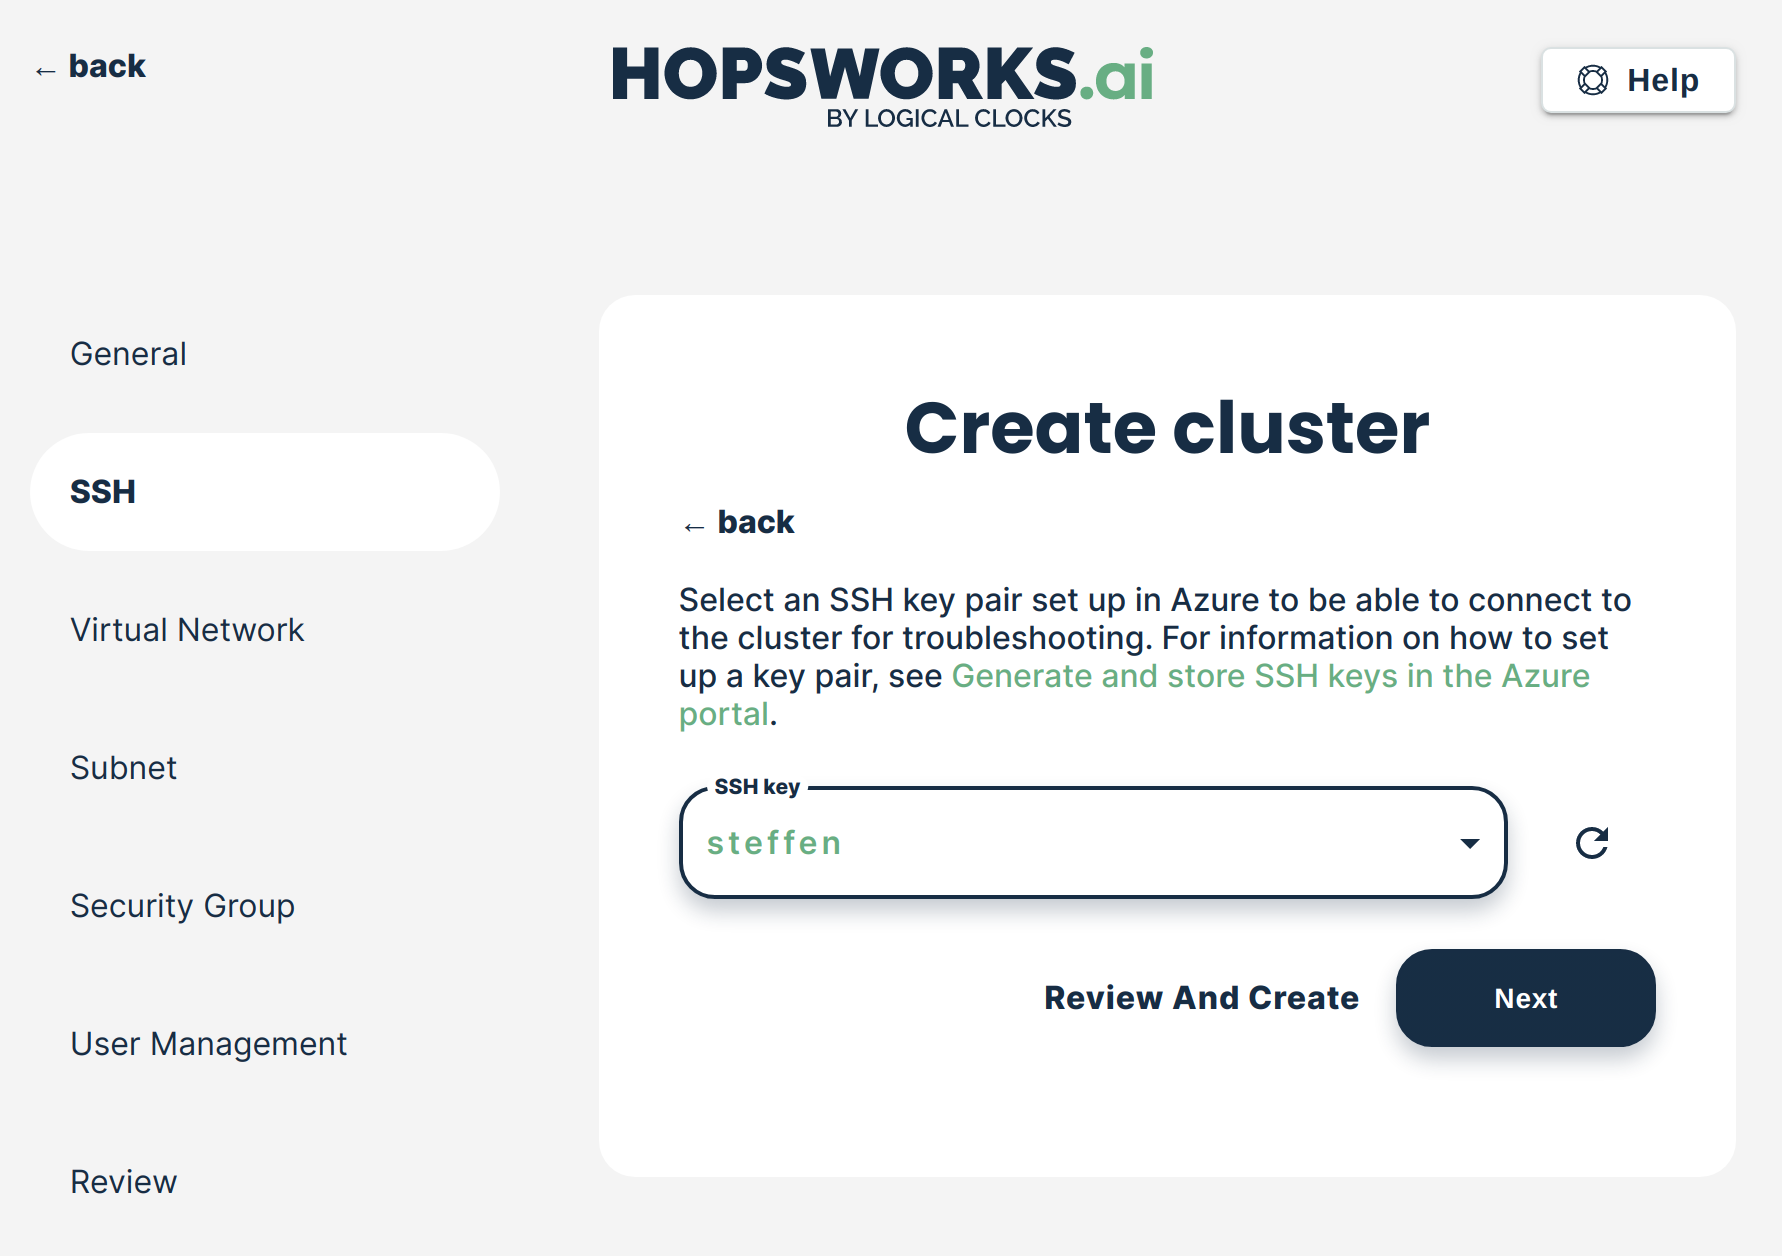 ← back
HOPSWORKS.ai
BY LOGICAL CLOCKS
Help
General
SSH
Virtual Network
Subnet
Security Group
User Management
Review
Create cluster
← back
Select an SSH key pair set up in Azure to be able to connect to
the cluster for troubleshooting. For information on how to set
up a key pair, see Generate and store SSH keys in the Azure
portal.
SSH key
steffen
Review And Create
Next